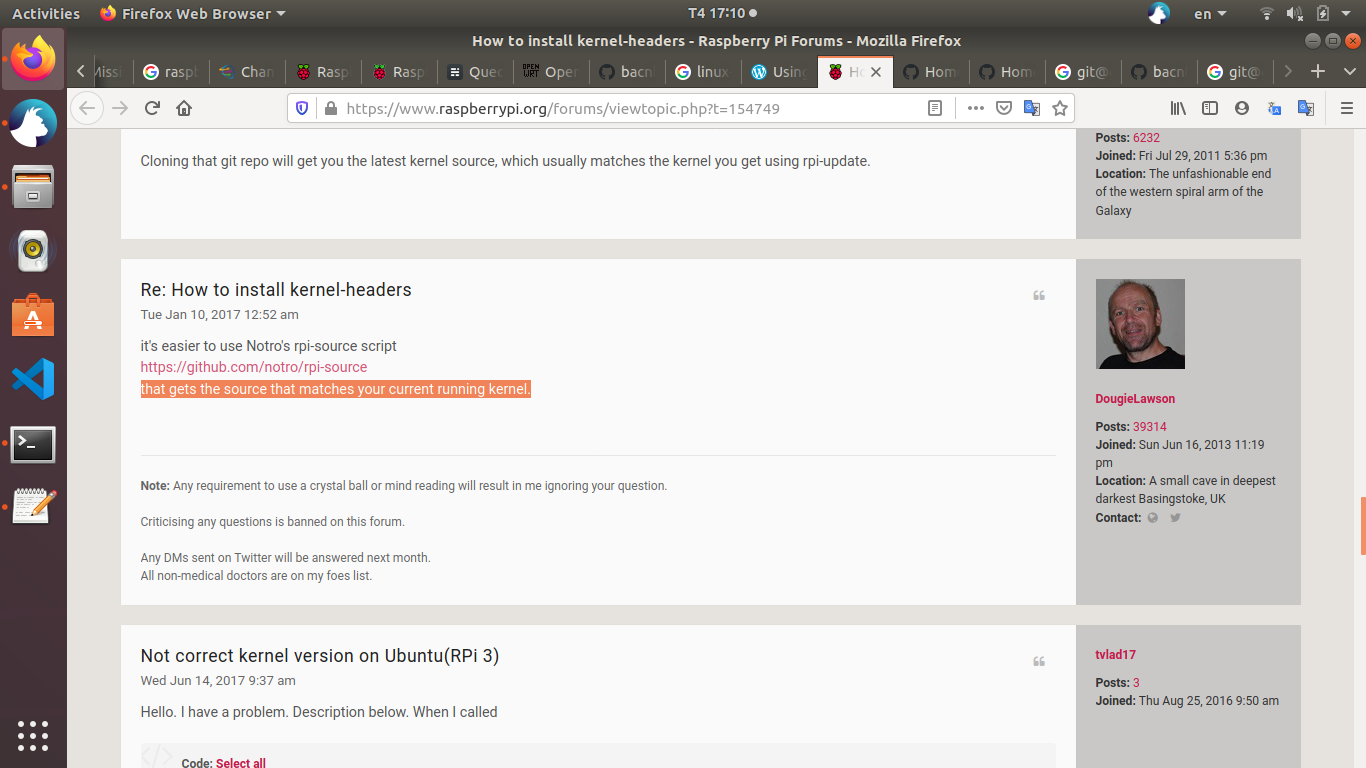 Activities
Firefox Web Browser
T4 17:10
en
How to install kernel-headers - Raspberry Pi Forums - Mozilla Firefox
Missi
raspl
Chan
Rasp
Rasp
Quec
OPEN WRT
Oper
bacn
linux
Using
Ho
Hom
Hom
git@
bacn
git@
https://www.raspberrypi.org/forums/viewtopic.php?t=154749
Cloning that git repo will get you the latest kernel source, which usually matches the kernel you get using rpi-update.
Posts: 6232
Joined: Fri Jul 29, 2011 5:36 pm
Location: The unfashionable end
of the western spiral arm of the
Galaxy
Re: How to install kernel-headers
Tue Jan 10, 2017 12:52 am
it's easier to use Notro's rpi-source script
https://github.com/notro/rpi-source
that gets the source that matches your current running kernel.
DougieLawson
Posts: 39314
Joined: Sun Jun 16, 2013 11:19
pm
Location: A small cave in deepest
darkest Basingstoke, UK
Contact:
Note: Any requirement to use a crystal ball or mind reading will result in me ignoring your question.
Criticising any questions is banned on this forum.
Any DMs sent on Twitter will be answered next month.
All non-medical doctors are on my foes list.
Not correct kernel version on Ubuntu(RPi 3)
Wed Jun 14, 2017 9:37 am
Hello. I have a problem. Description below. When I called
Code: Select all
tvlad17
Posts: 3
Joined: Thu Aug 25, 2016 9:50 am